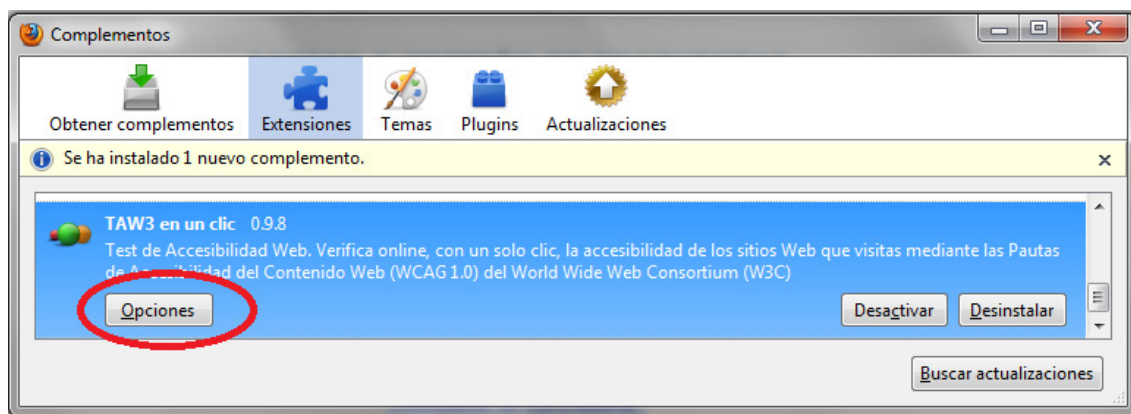 Complementos
Obtener complementos Extensiones Temas Plugins Actualizaciones
Se ha instalado 1 nuevo complemento.
TAW3 en un clic 0.9.8
Test de Accesibilidad Web. Verifica online, con un solo clic, la accesibilidad de los sitios Web que visitas mediante las Pautas
de Accesibilidad del Contenido Web (WCAG 1.0) del World Wide Web Consortium (W3C)
Opciones Desactivar Desinstalar
Buscar actualizaciones